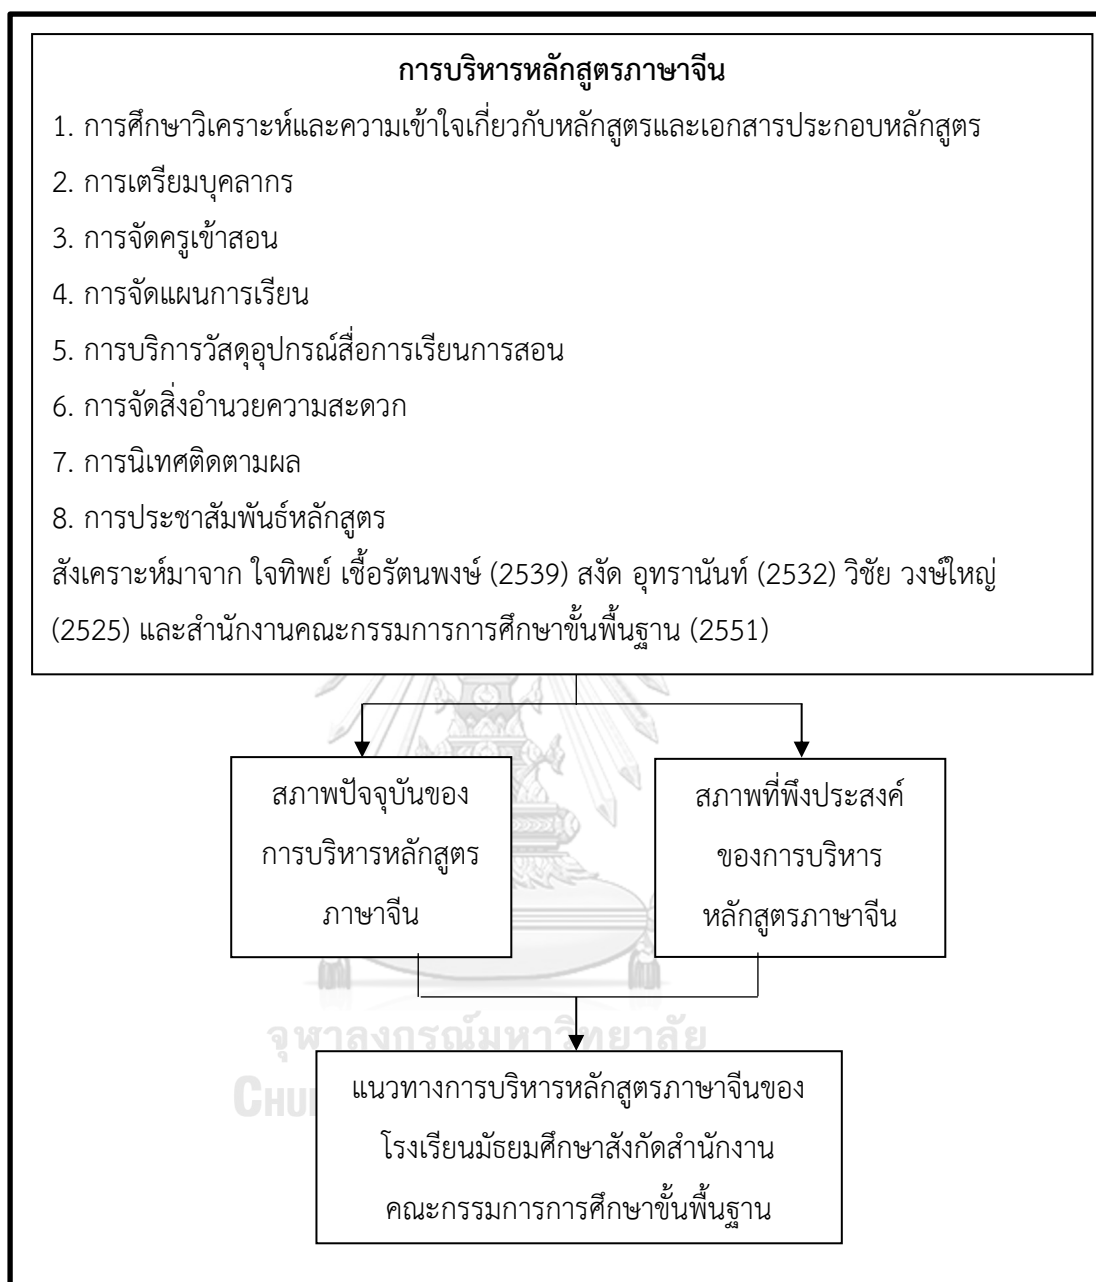 การบริหารหลักสูตรภาษาจีน
1. การศึกษาวิเคราะห์และความเข้าใจเกี่ยวกับหลักสูตรและเอกสารประกอบหลักสูตร
2. การเตรียมบุคลากร
3. การจัดครูเข้าสอน
4. การจัดแผนการเรียน
5. การบริการวัสดุอุปกรณ์สื่อการเรียนการสอน
6. การจัดสิ่งอำนวยความสะดวก
7. การนิเทศติดตามผล
8. การประชาสัมพันธ์หลักสูตร
สังเคราะห์มาจาก ใจทิพย์ เชื้อรัตนพงษ์ (2539) สงัด อุทรานันท์ (2532) วิชัย วงษ์ใหญ่
(2525) และสำนักงานคณะกรรมการการศึกษาขั้นพื้นฐาน (2551)
สภาพปัจจุบันของ
การบริหารหลักสูตร
ภาษาจีน
สภาพที่พึงประสงค์
ของการบริหาร
หลักสูตรภาษาจีน
จุฬาลงกรณ์มหาวิทยาลัย
CHU
แนวทางการบริหารหลักสูตรภาษาจีนของ
โรงเรียนมัธยมศึกษาสังกัดสำนักงาน
คณะกรรมการการศึกษาขั้นพื้นฐาน